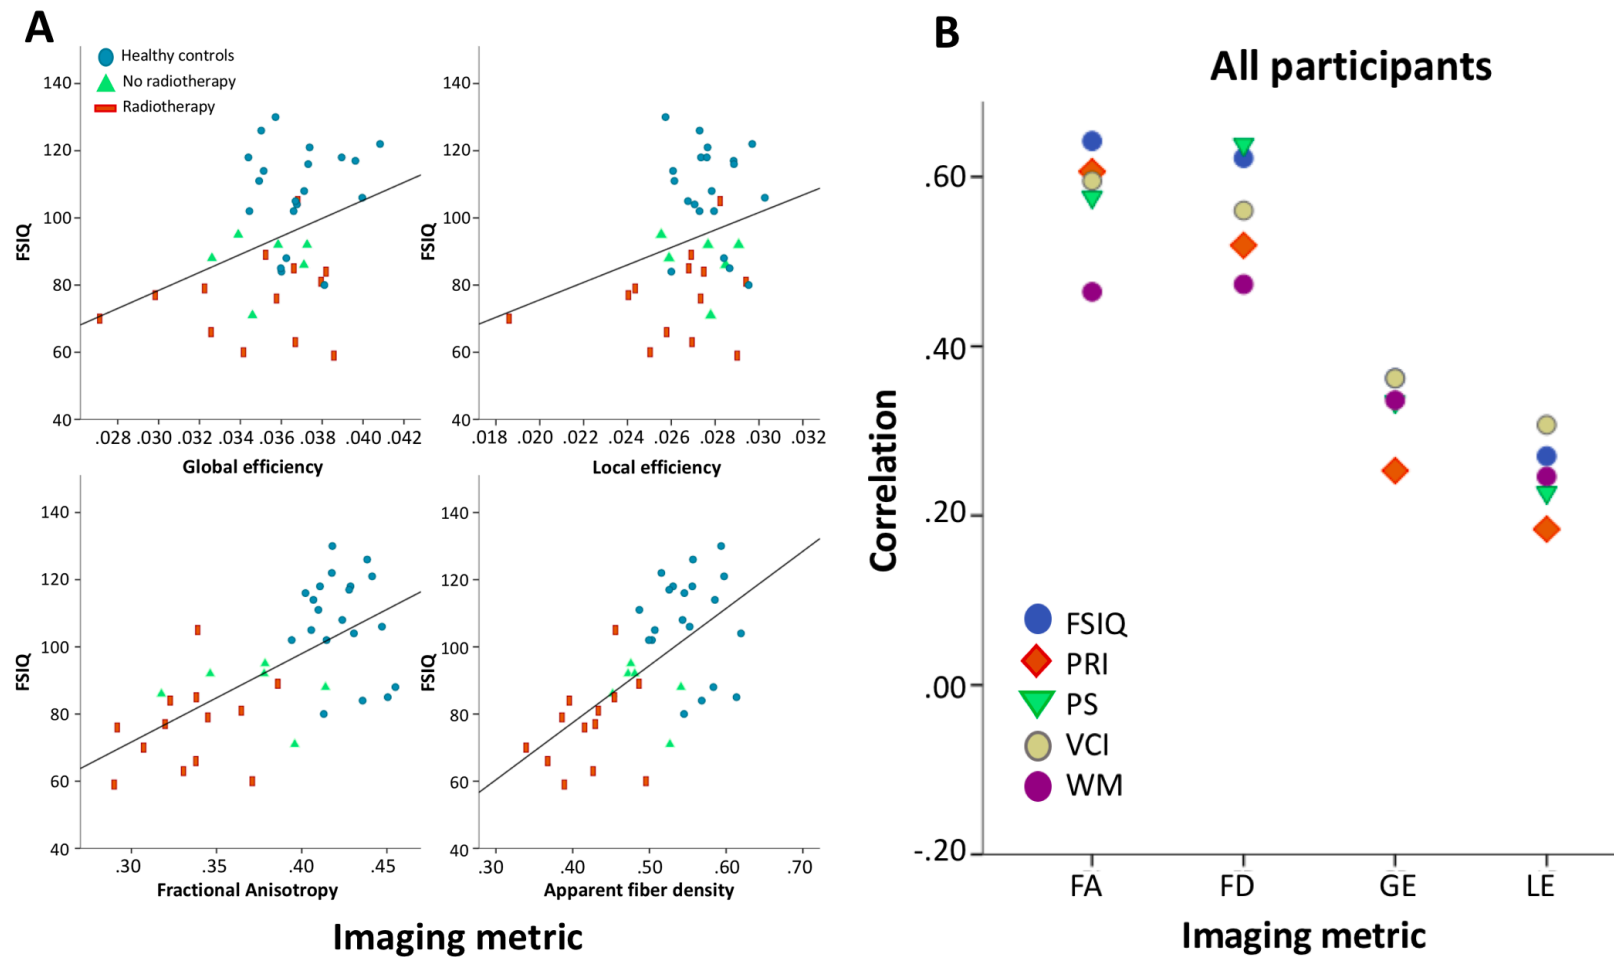 A
Healthy controls
No radiotherapy
Radiotherapy
140
120
100
80
60
40
FSIQ
.028 .030 .032 .034 .036 .038 .040 .042
Global efficiency
140
120
100
80
60
40
FSIQ
.018 .020 .022 .024 .026 .028 .030 .032
Local efficiency
140
120
100
80
60
40
FSIQ
.30 .35 .40 .45
Fractional Anisotropy
140
120
100
80
60
40
FSIQ
.30 .40 .50 .60 .70
Apparent fiber density
Imaging metric
B
All participants
.60
.40
.20
.00
-.20
Correlation
FSIQ
PRI
PS
VCI
WM
FA FD GE LE
Imaging metric